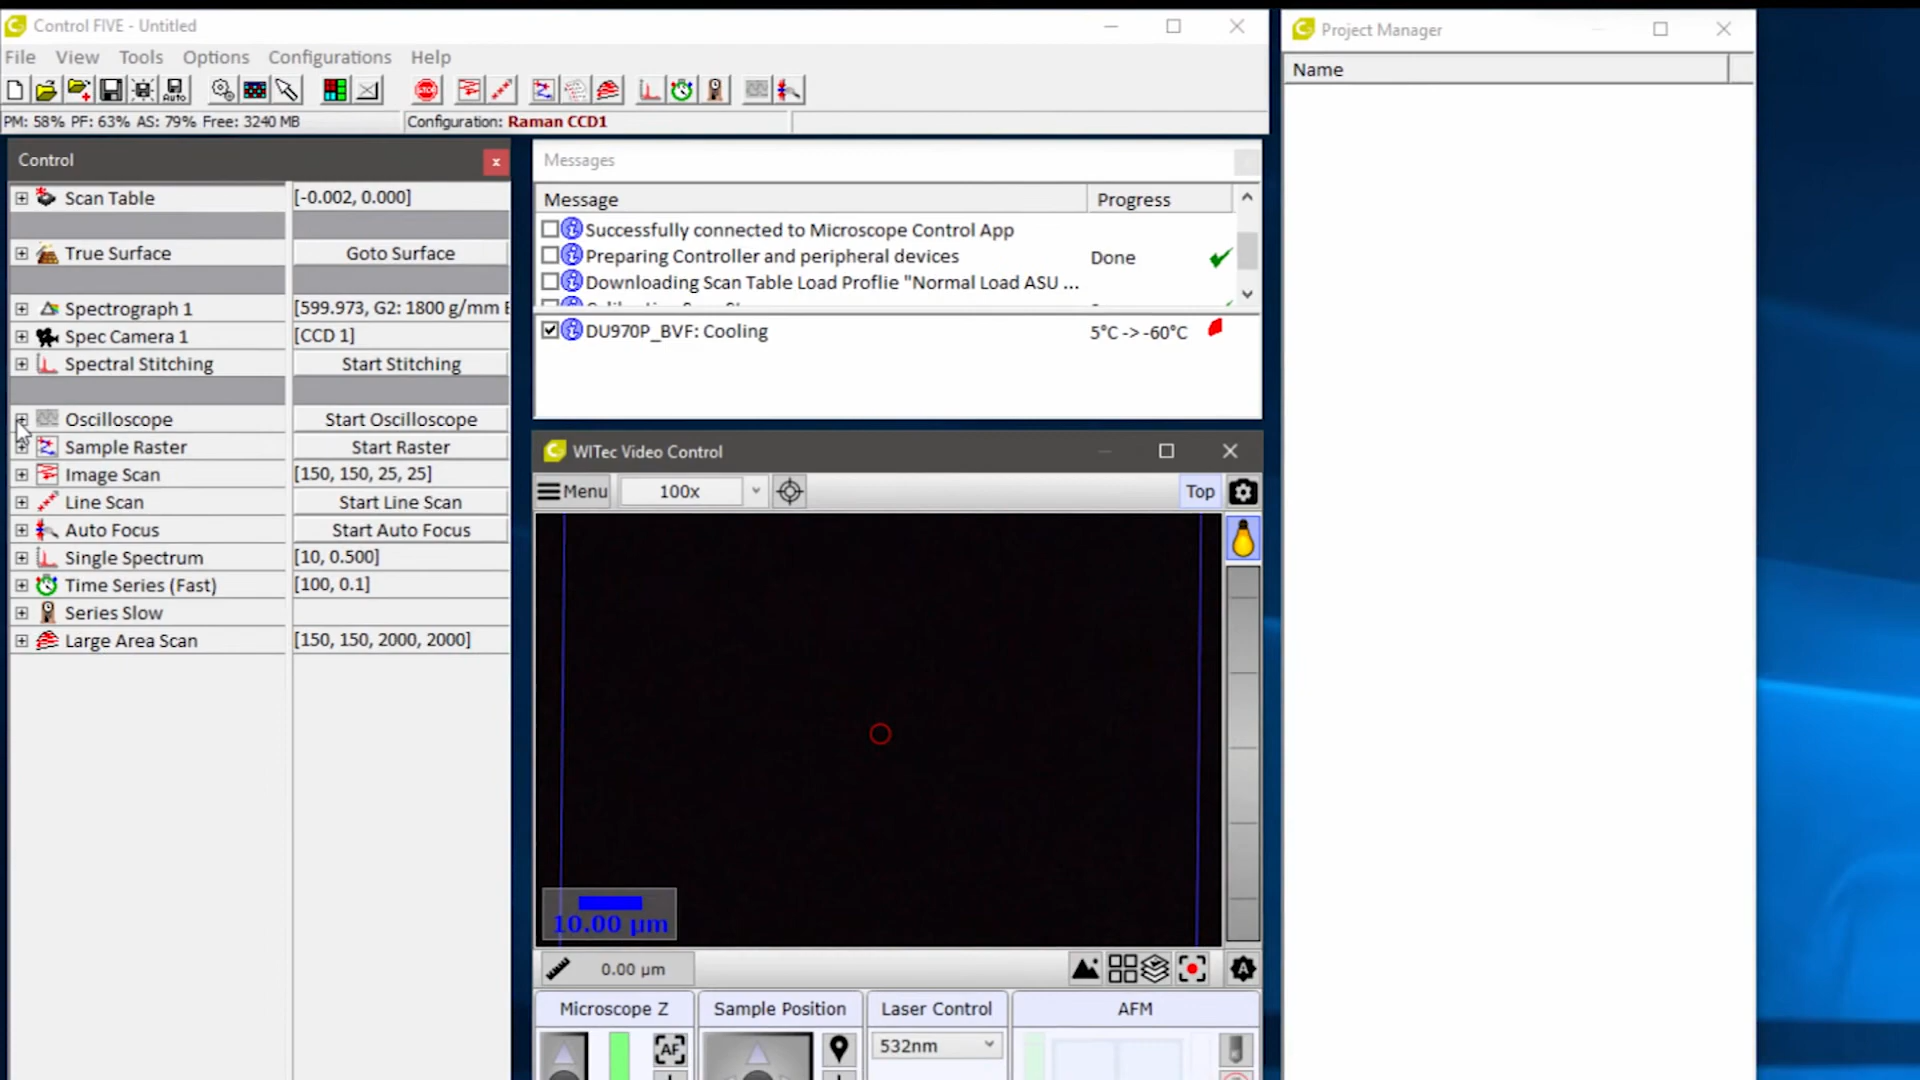 Control FIVE - Untitled
File View Tools Options Configurations Help
STOP
AUTO
PM: 58% PF: 63% AS: 79% Free: 3240 MB
Configuration: Raman CCD1
Control
x
Scan Table [-0.002, 0.000]
True Surface Goto Surface
Spectrograph 1 [599.973, G2: 1800 g/mm
Spec Camera 1 [CCD 1]
Spectral Stitching Start Stitching
Oscilloscope Start Oscilloscope
Sample Raster Start Raster
Image Scan [150, 150, 25, 25]
Line Scan Start Line Scan
Auto Focus Start Auto Focus
Single Spectrum [10, 0.500]
Time Series (Fast) [100, 0.1]
Series Slow
Large Area Scan [150, 150, 2000, 2000]
Messages
Message Progress
Successfully connected to Microscope Control App
Preparing Controller and peripheral devices Done
Downloading Scan Table Load Proflie "Normal Load ASU ...
DU970P_BVF: Cooling 5°C -> -60°C
WITec Video Control
Menu 100x Top
10.00 µm
0.00 µm
A
Microscope Z Sample Position Laser Control AFM
AF
532nm
Project Manager
Name